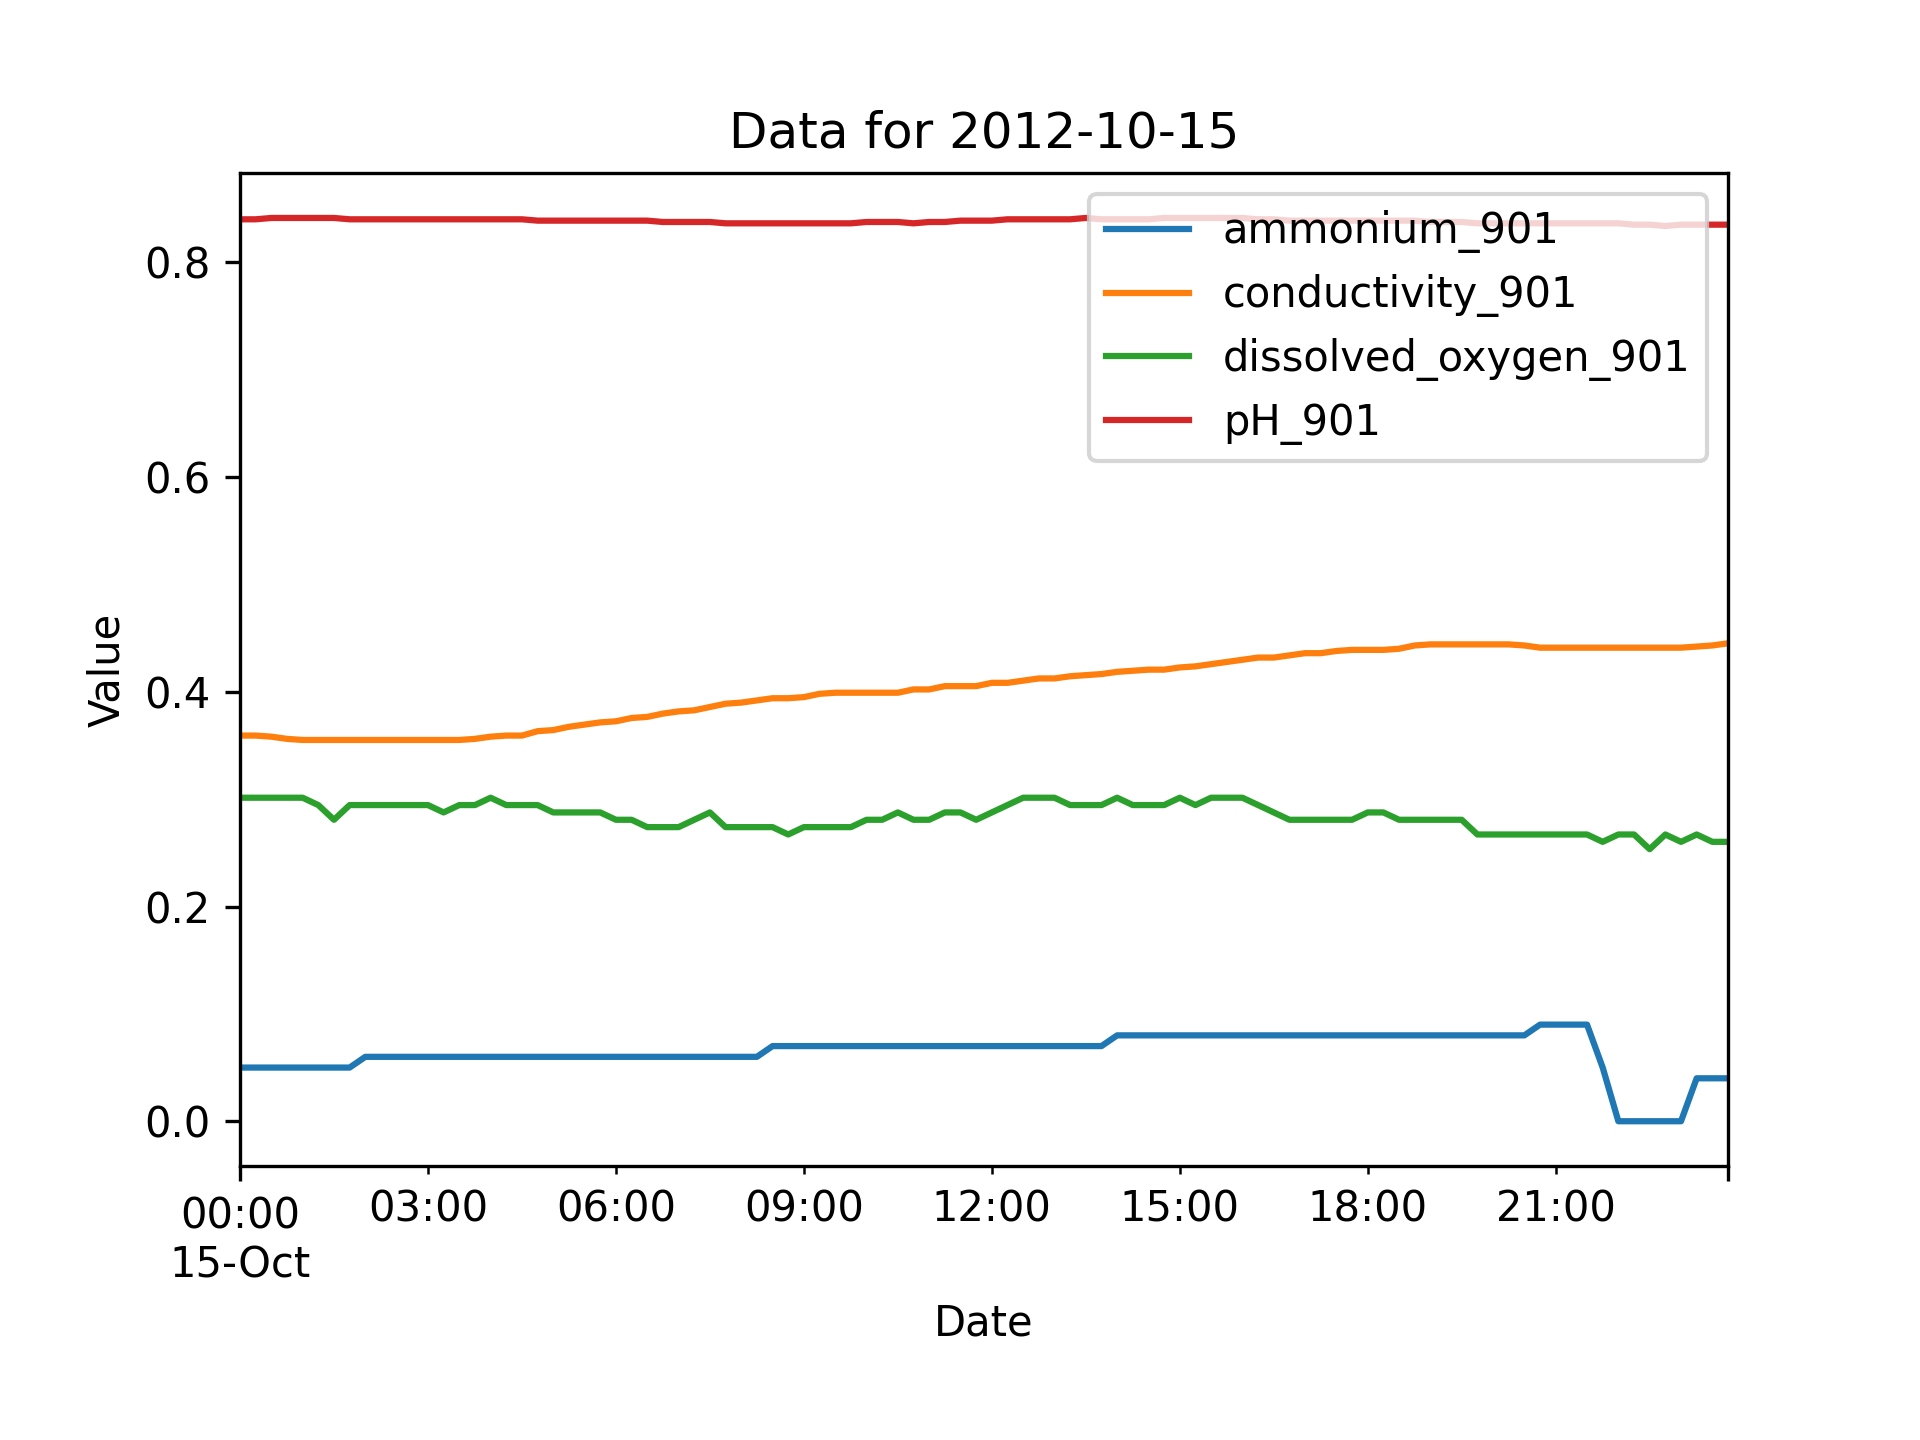 Data for 2012-10-15
ammonium_901
conductivity_901
dissolved_oxygen_901
pH_901
0.8
0.6
0.4
0.2
0.0
Value
00:00 03:00 06:00 09:00 12:00 15:00 18:00 21:00
15-Oct
Date